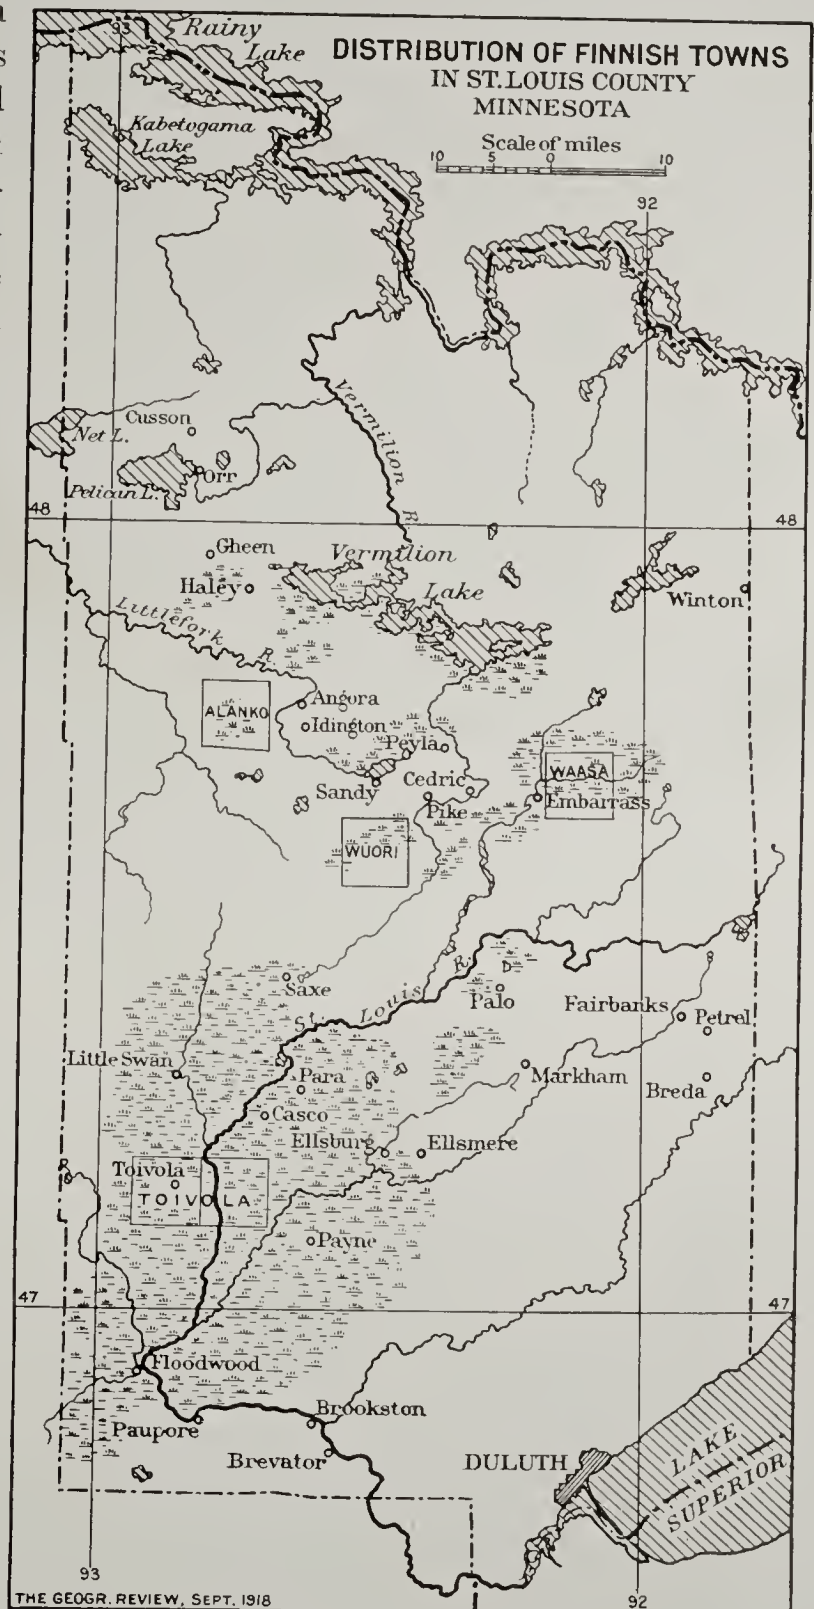 93
Rainy
Lake
DISTRIBUTION OF FINNISH TOWNS
IN ST. LOUIS COUNTY
MINNESOTA
Kabetogama
Lake
Scale of miles
10 5 0 10
92
Vermilion
R.
Cusson
Net L.
Orr
Pelican L.
48
48
Gheen
Vermilion
Lake
Haley
Winton
Littlefork
R.
Angora
ALANKO
Idington
Peyla
WAASA
Cedric
Sandy
Embarrass
Pike
WUORI
Saxe
St. Louis R.
Palo
Fairbanks
Petrel
Little Swan
Para
Markham
Breda
Casco
Ellsburg
Ellsmere
Toivola
TOIVOLA
Payne
47
47
Floodwood
Brookston
Paupore
Brevator
DULUTH
LAKE
SUPERIOR
93
92
THE GEOGR. REVIEW, SEPT. 1918